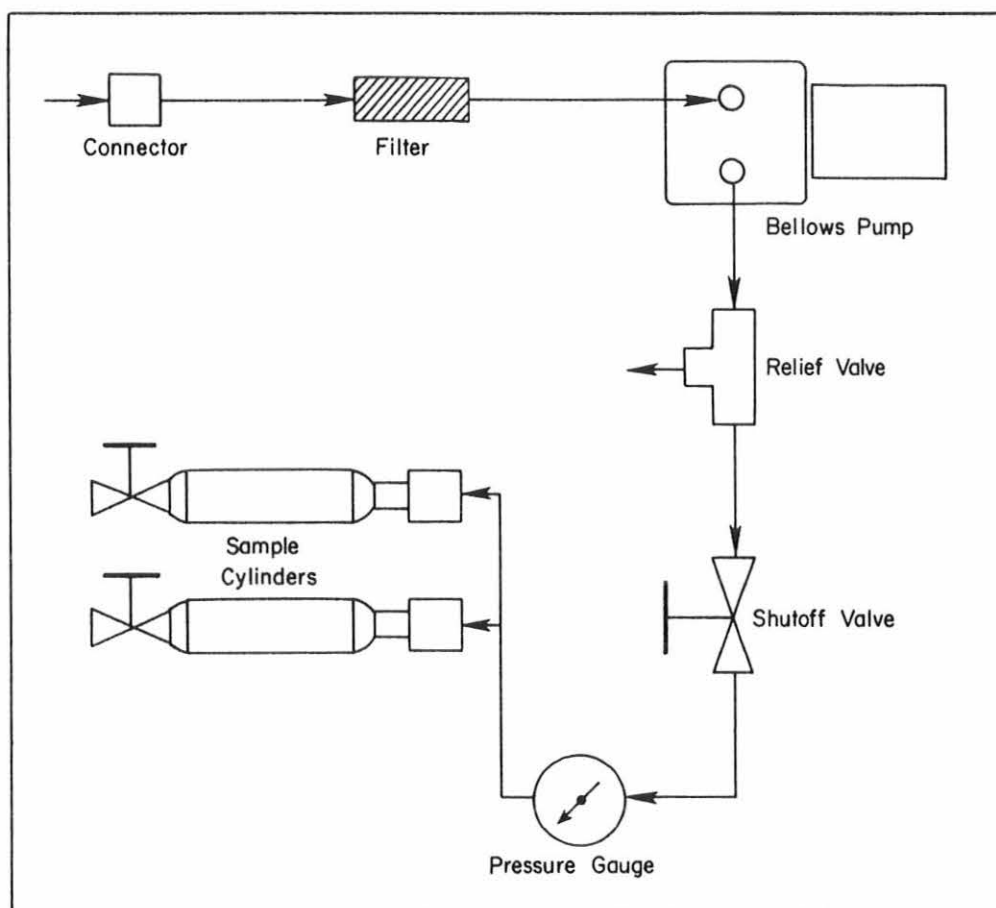 Connector
Filter
Bellows Pump
Relief Valve
Sample
Cylinders
Shutoff Valve
Pressure Gauge